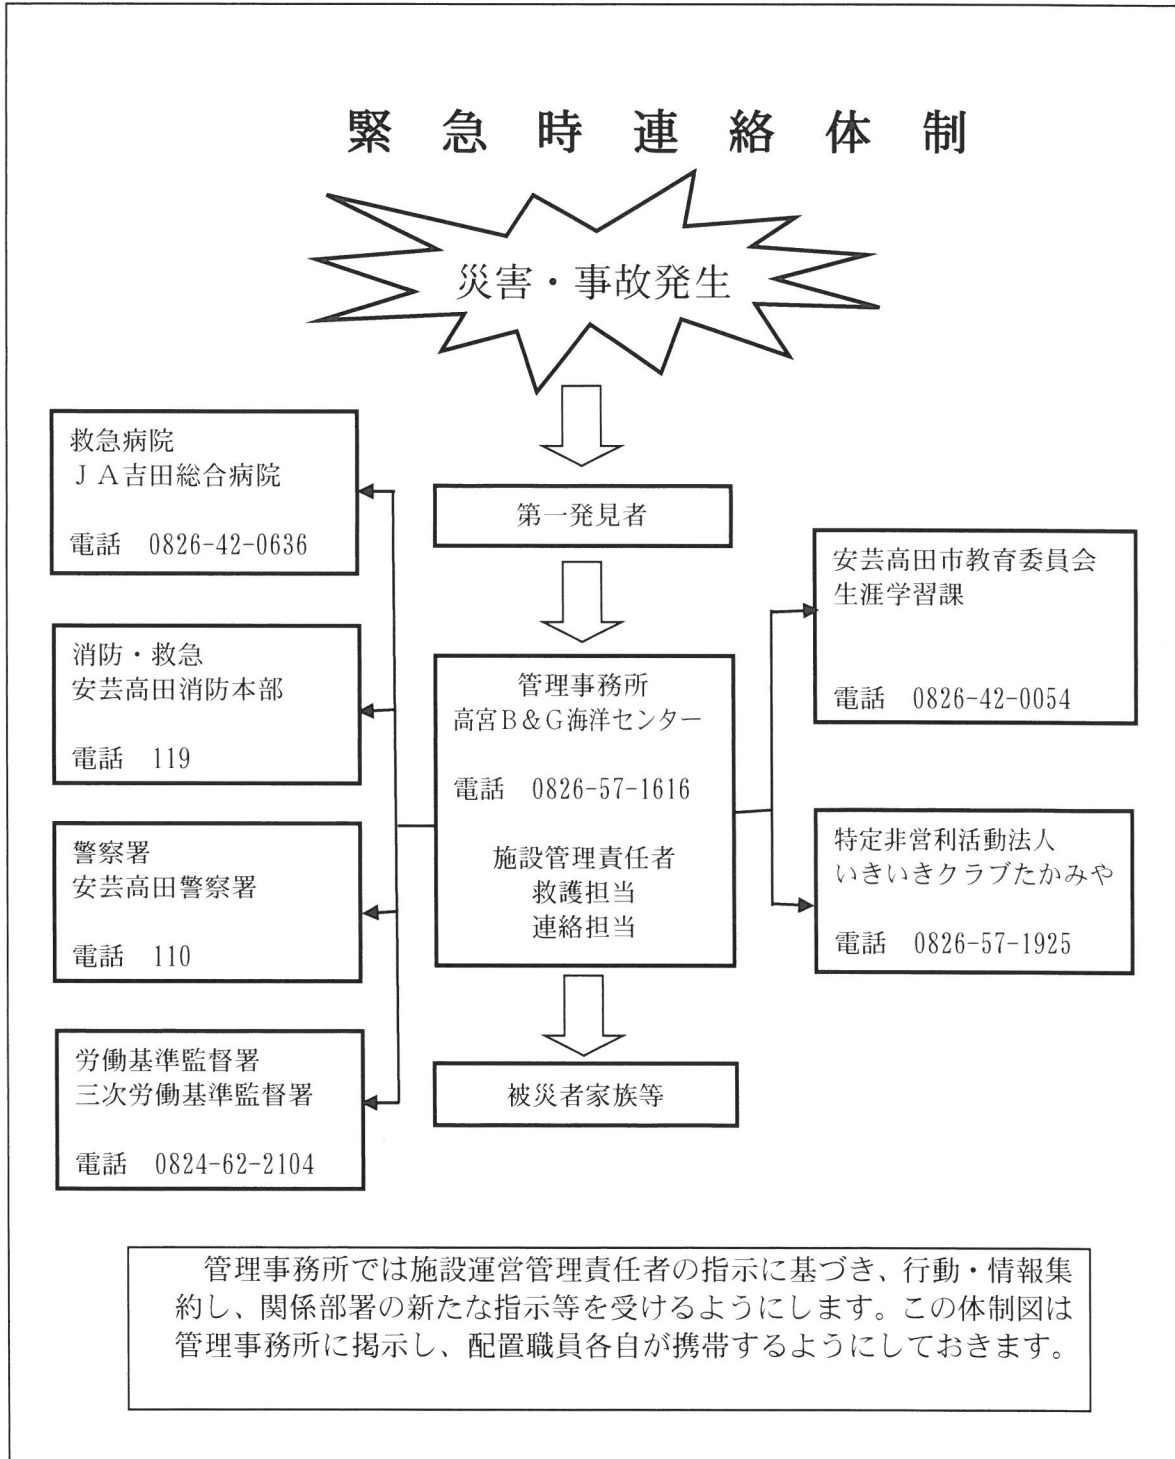 緊急時連絡体制
災害・事故発生
第一発見者
救急病院
ＪＡ吉田総合病院
電話　0826-42-0636
消防・救急
安芸高田消防本部
電話　119
警察署
安芸高田警察署
電話　110
労働基準監督署
三次労働基準監督署
電話　0824-62-2104
管理事務所
高宮Ｂ＆Ｇ海洋センター
電話　0826-57-1616
施設管理責任者
救護担当
連絡担当
安芸高田市教育委員会
生涯学習課
電話　0826-42-0054
特定非営利活動法人
いきいきクラブたかみや
電話　0826-57-1925
被災者家族等
管理事務所では施設運営管理責任者の指示に基づき、行動・情報集
約し、関係部署の新たな指示等を受けるようにします。この体制図は
管理事務所に掲示し、配置職員各自が携帯するようにしておきます。